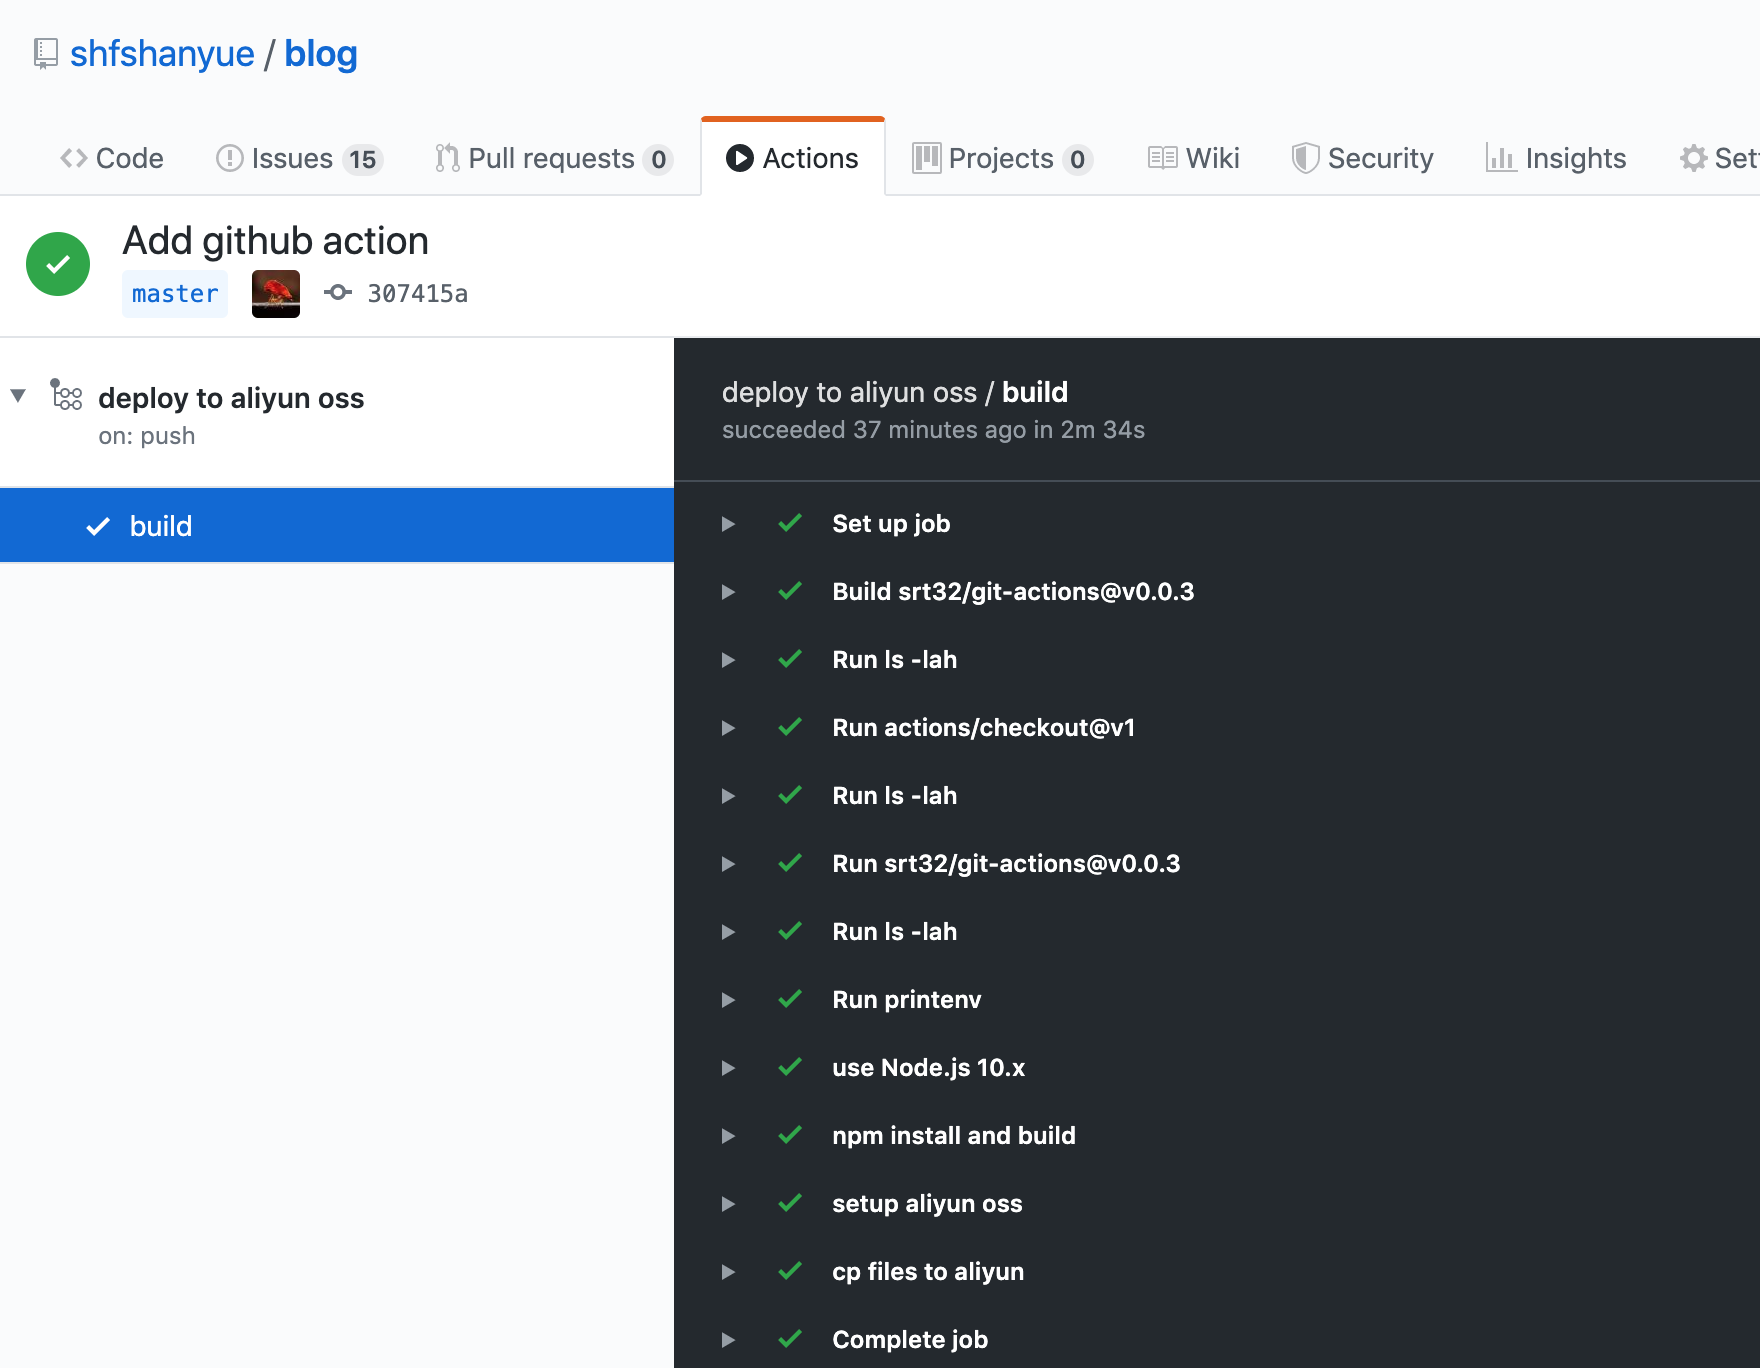 shfshanyue / blog
Code Issues 15 Pull requests 0 Actions Projects 0 Wiki Security Insights Set
Add github action
master 307415a
deploy to aliyun oss
on: push
build
deploy to aliyun oss / build
succeeded 37 minutes ago in 2m 34s
Set up job
Build srt32/git-actions@v0.0.3
Run ls -lah
Run actions/checkout@v1
Run ls -lah
Run srt32/git-actions@v0.0.3
Run ls -lah
Run printenv
use Node.js 10.x
npm install and build
setup aliyun oss
cp files to aliyun
Complete job